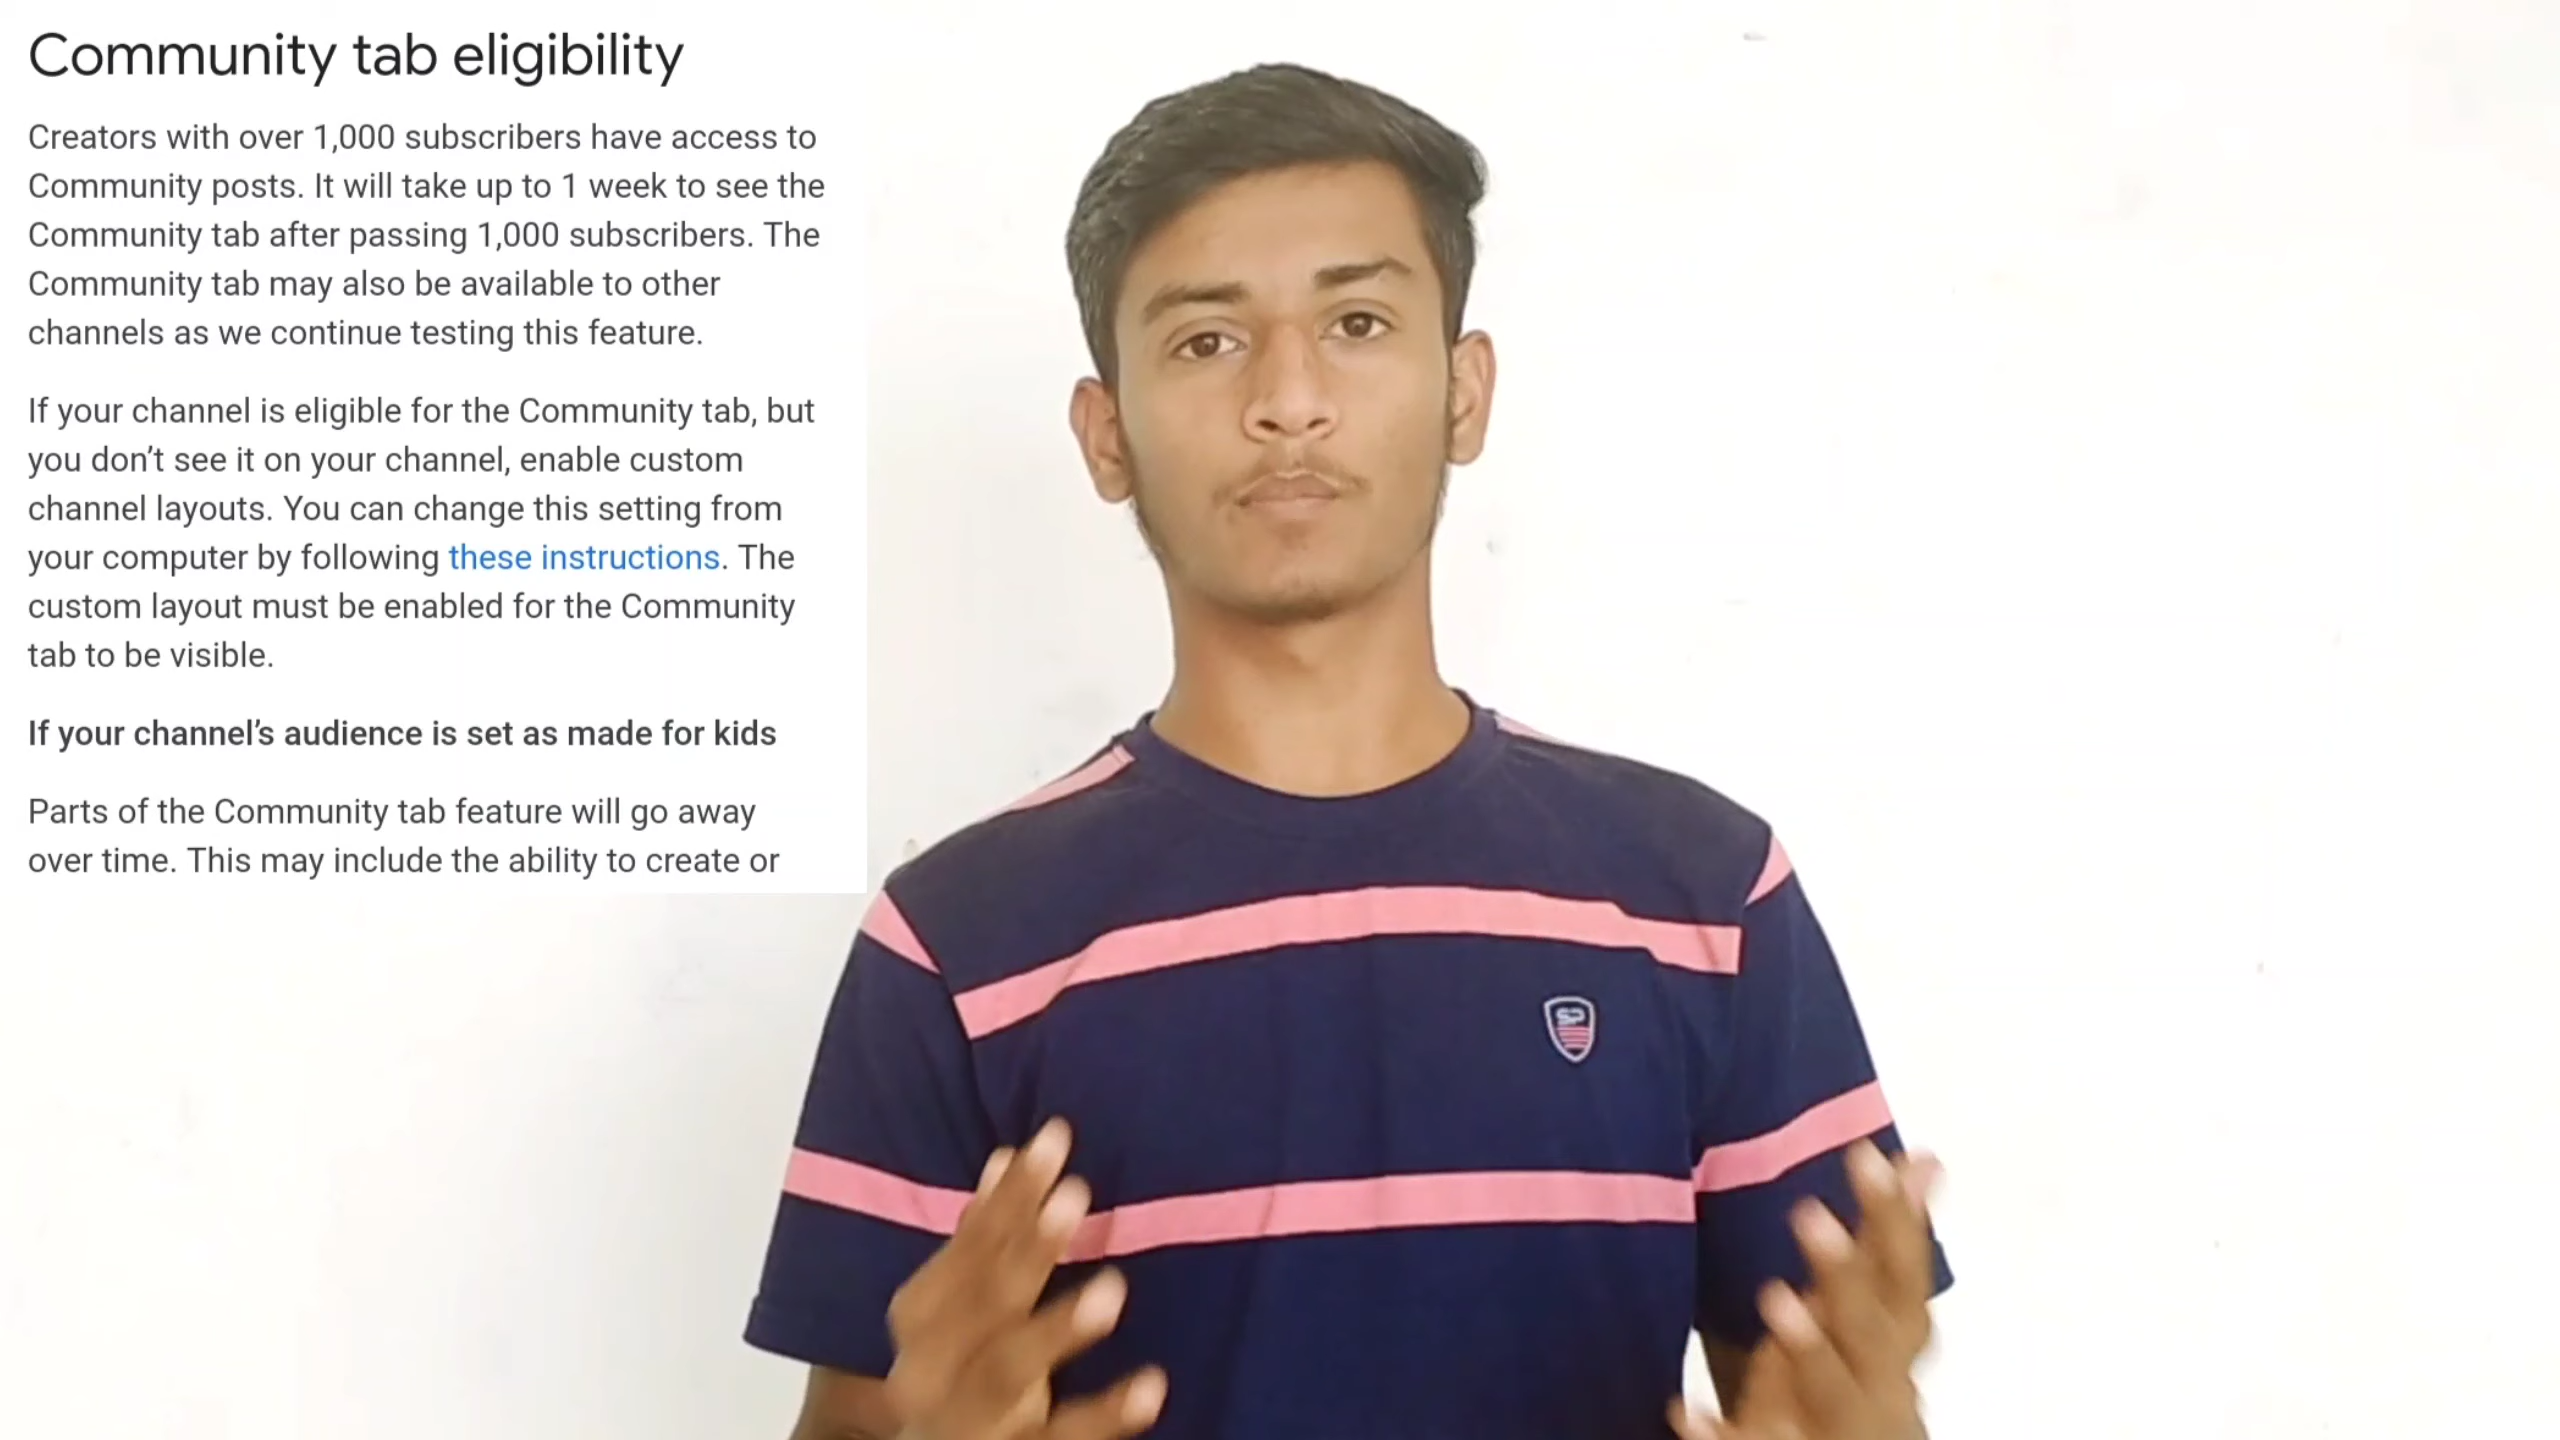 Community tab eligibility
Creators with over 1,000 subscribers have access to
Community posts. It will take up to 1 week to see the
Community tab after passing 1,000 subscribers. The
Community tab may also be available to other
channels as we continue testing this feature.
If your channel is eligible for the Community tab, but
you don’t see it on your channel, enable custom
channel layouts. You can change this setting from
your computer by following these instructions. The
custom layout must be enabled for the Community
tab to be visible.
If your channel’s audience is set as made for kids
Parts of the Community tab feature will go away
over time. This may include the ability to create or
SP